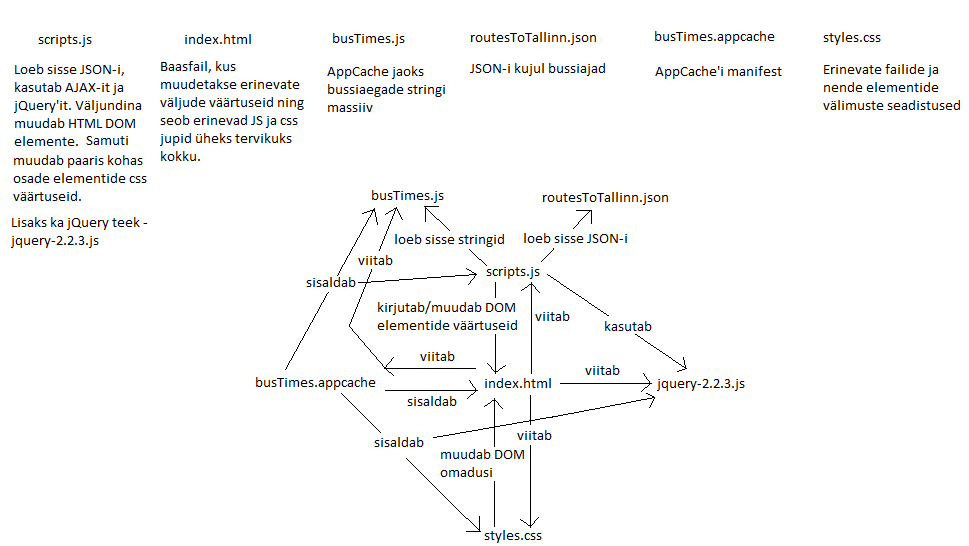 scripts.js
Loeb sisse JSON-i,
kasutab AJAX-it ja
jQuery'it. Väljundina
muudab HTML DOM
elemente. Samuti
muudab paaris kohas
osade elementide css
väärtuseid.
Lisaks ka jQuery teek -
jquery-2.2.3.js
index.html
Baasfail, kus
muudetakse erinevate
väljude väärtuseid ning
seob erinevad JS ja css
jupid üheks tervikuks
kokku.
busTimes.js
AppCache jaoks
bussiaegade stringi
massiiv
routesToTallinn.json
JSON-i kujul bussiajad
busTimes.appcache
AppCache'i manifest
styles.css
Erinevate failide ja
nende elementide
välimuste seadistused
busTimes.js
routesToTallinn.json
loeb sisse stringid
loeb sisse JSON-i
viitab
sisaldab
scripts.js
kirjutab/muudab DOM
elementide väärtuseid
viitab
kasutab
viitab
viitab
busTimes.appcache
index.html
jquery-2.2.3.js
sisaldab
sisaldab
viitab
muudab DOM
omadusi
styles.css